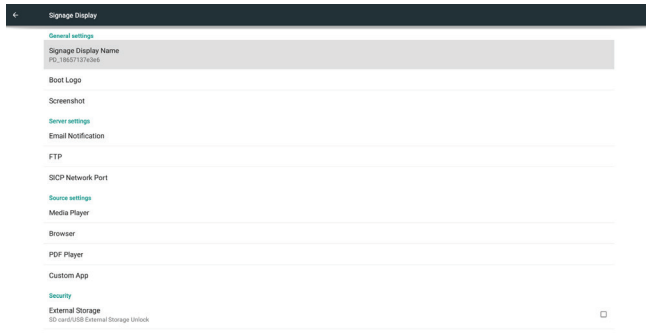 Signage Display
General settings
Signage Display Name
PD_18657137e3e6
Boot Logo
Screenshot
Server settings
Email Notification
FTP
SICP Network Port
Source settings
Media Player
Browser
PDF Player
Custom App
Security
External Storage
SD card/USB External Storage Unlock